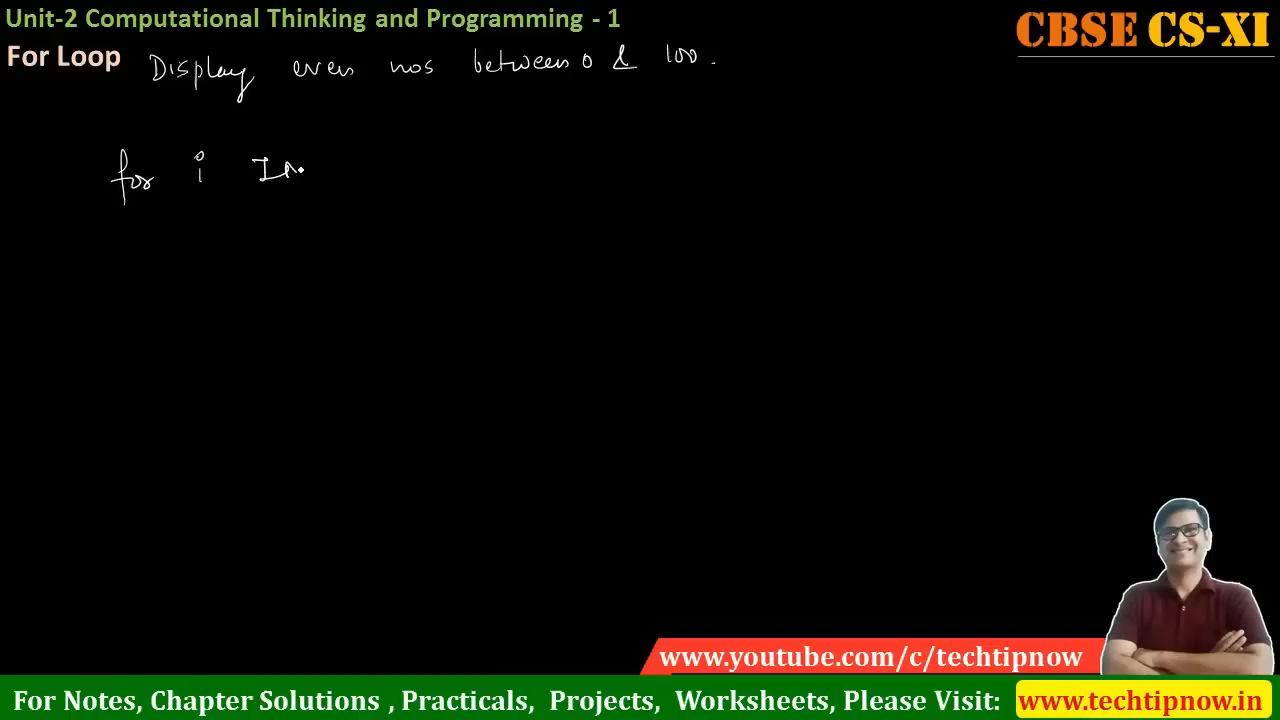 Unit-2 Computational Thinking and Programming - 1
CBSE CS-XI
For Loop Display even nos between 0 & 100.
for i In
www.youtube.com/c/techtipnow
For Notes, Chapter Solutions , Practicals, Projects, Worksheets, Please Visit: www.techtipnow.in